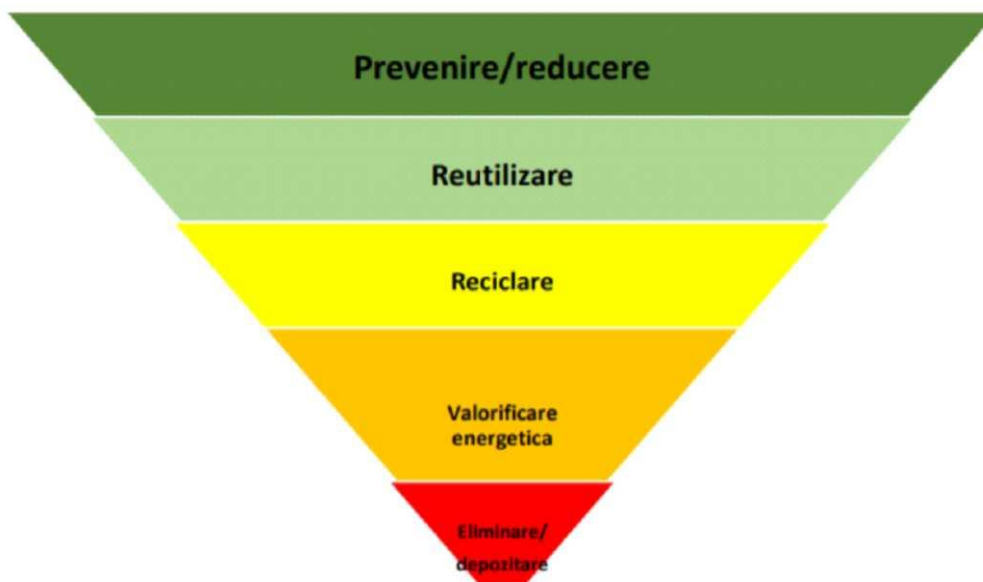 Prevenire/reducere
Reutilizare
Reciclare
Valorificare
energetica
Eliminare/
depozitare